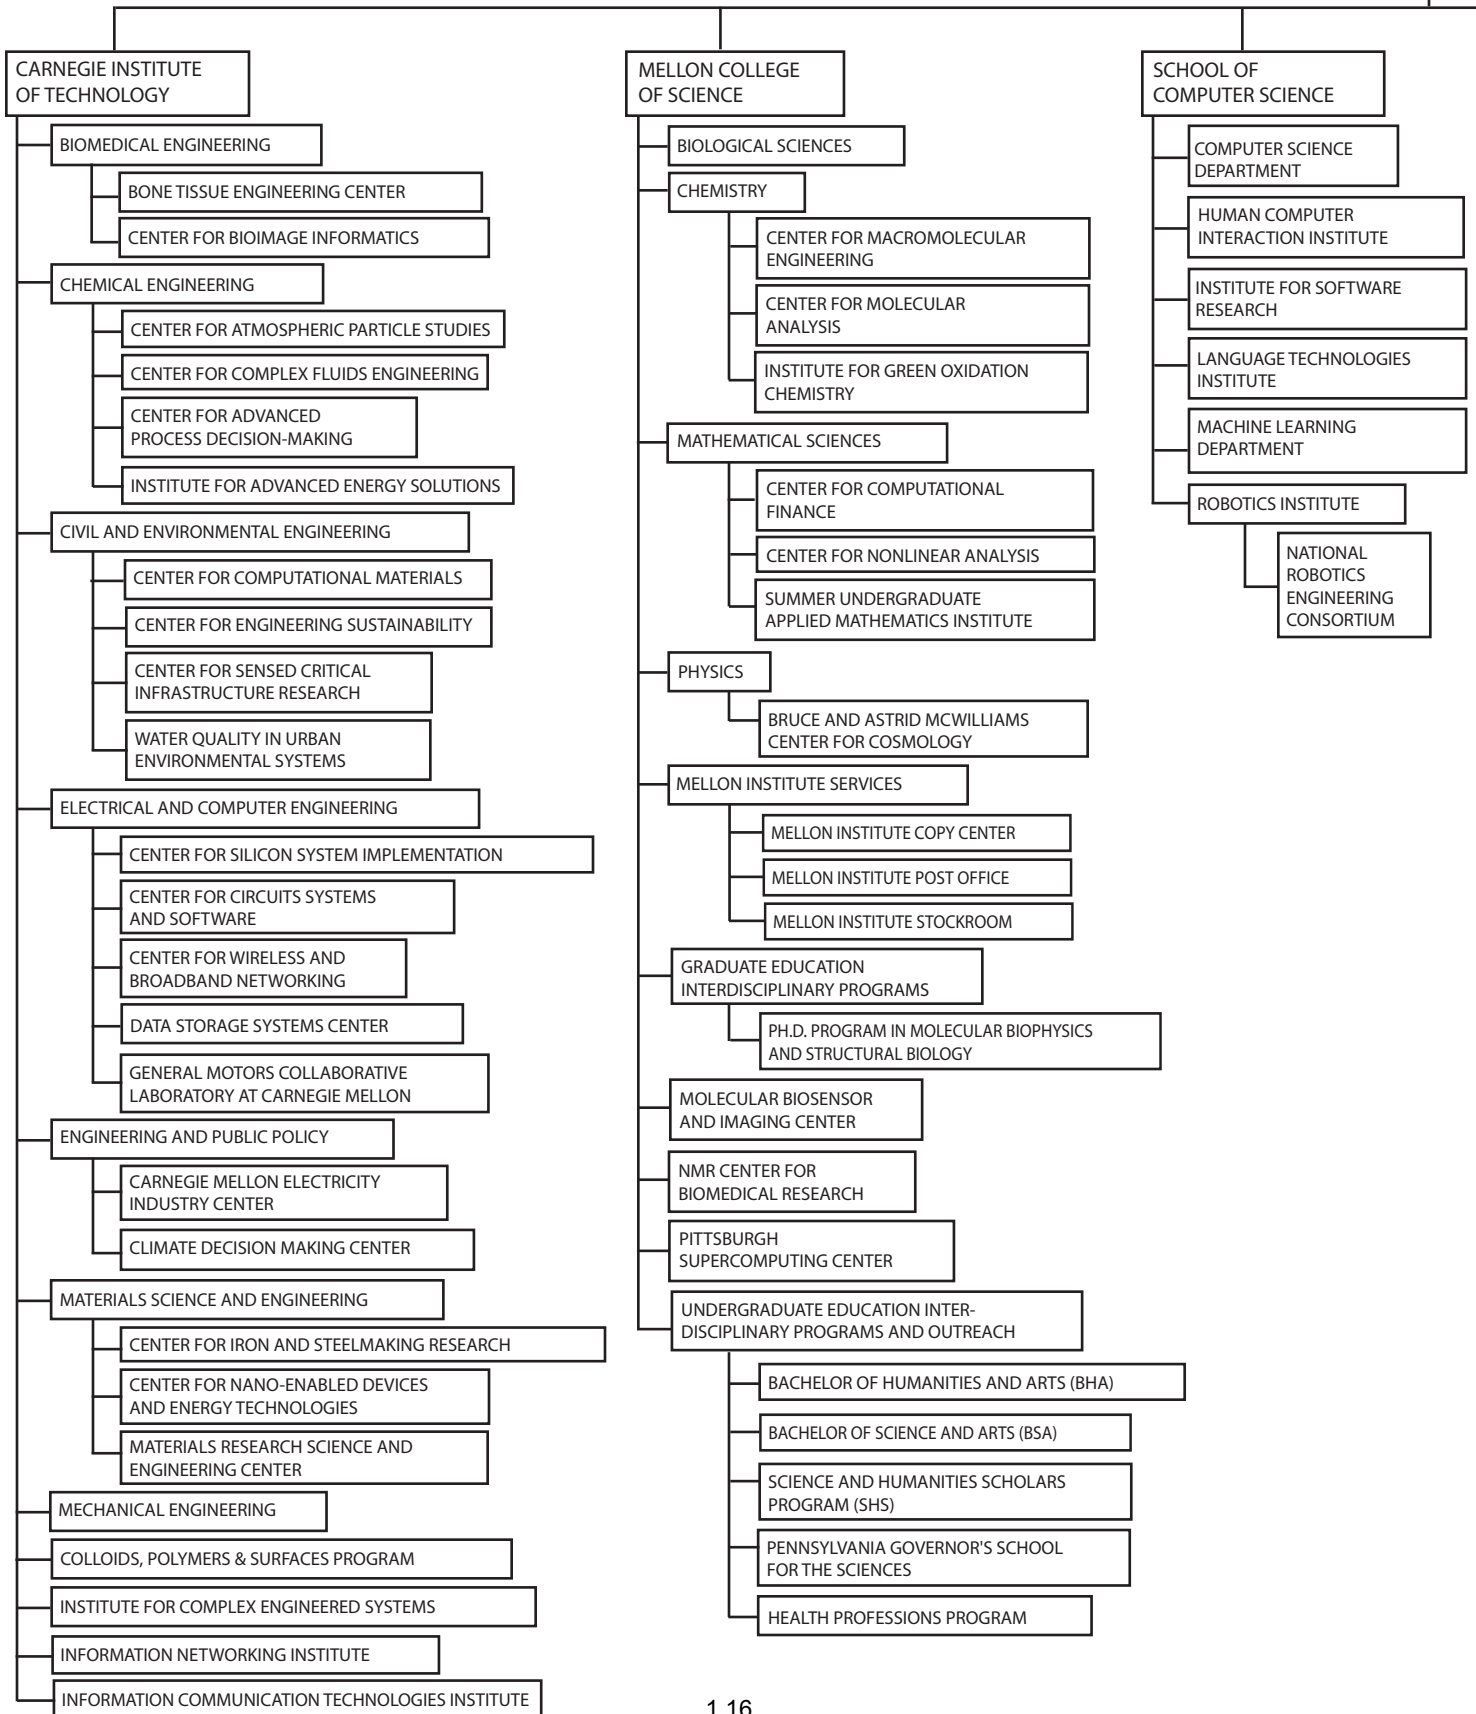 CARNEGIE INSTITUTE
OF TECHNOLOGY
BIOMEDICAL ENGINEERING
BONE TISSUE ENGINEERING CENTER
CENTER FOR BIOIMAGE INFORMATICS
CHEMICAL ENGINEERING
CENTER FOR ATMOSPHERIC PARTICLE STUDIES
CENTER FOR COMPLEX FLUIDS ENGINEERING
CENTER FOR ADVANCED
PROCESS DECISION-MAKING
INSTITUTE FOR ADVANCED ENERGY SOLUTIONS
CIVIL AND ENVIRONMENTAL ENGINEERING
CENTER FOR COMPUTATIONAL MATERIALS
CENTER FOR ENGINEERING SUSTAINABILITY
CENTER FOR SENSED CRITICAL
INFRASTRUCTURE RESEARCH
WATER QUALITY IN URBAN
ENVIRONMENTAL SYSTEMS
ELECTRICAL AND COMPUTER ENGINEERING
CENTER FOR SILICON SYSTEM IMPLEMENTATION
CENTER FOR CIRCUITS SYSTEMS
AND SOFTWARE
CENTER FOR WIRELESS AND
BROADBAND NETWORKING
DATA STORAGE SYSTEMS CENTER
GENERAL MOTORS COLLABORATIVE
LABORATORY AT CARNEGIE MELLON
ENGINEERING AND PUBLIC POLICY
CARNEGIE MELLON ELECTRICITY
INDUSTRY CENTER
CLIMATE DECISION MAKING CENTER
MATERIALS SCIENCE AND ENGINEERING
CENTER FOR IRON AND STEELMAKING RESEARCH
CENTER FOR NANO-ENABLED DEVICES
AND ENERGY TECHNOLOGIES
MATERIALS RESEARCH SCIENCE AND
ENGINEERING CENTER
MECHANICAL ENGINEERING
COLLOIDS, POLYMERS & SURFACES PROGRAM
INSTITUTE FOR COMPLEX ENGINEERED SYSTEMS
INFORMATION NETWORKING INSTITUTE
INFORMATION COMMUNICATION TECHNOLOGIES INSTITUTE
MELLON COLLEGE
OF SCIENCE
BIOLOGICAL SCIENCES
CHEMISTRY
CENTER FOR MACROMOLECULAR
ENGINEERING
CENTER FOR MOLECULAR
ANALYSIS
INSTITUTE FOR GREEN OXIDATION
CHEMISTRY
MATHEMATICAL SCIENCES
CENTER FOR COMPUTATIONAL
FINANCE
CENTER FOR NONLINEAR ANALYSIS
SUMMER UNDERGRADUATE
APPLIED MATHEMATICS INSTITUTE
PHYSICS
BRUCE AND ASTRID MCWILLIAMS
CENTER FOR COSMOLOGY
MELLON INSTITUTE SERVICES
MELLON INSTITUTE COPY CENTER
MELLON INSTITUTE POST OFFICE
MELLON INSTITUTE STOCKROOM
GRADUATE EDUCATION
INTERDISCIPLINARY PROGRAMS
PH.D. PROGRAM IN MOLECULAR BIOPHYSICS
AND STRUCTURAL BIOLOGY
MOLECULAR BIOSENSOR
AND IMAGING CENTER
NMR CENTER FOR
BIOMEDICAL RESEARCH
PITTSBURGH
SUPERCOMPUTING CENTER
UNDERGRADUATE EDUCATION INTER-
DISCIPLINARY PROGRAMS AND OUTREACH
BACHELOR OF HUMANITIES AND ARTS (BHA)
BACHELOR OF SCIENCE AND ARTS (BSA)
SCIENCE AND HUMANITIES SCHOLARS
PROGRAM (SHS)
PENNSYLVANIA GOVERNOR'S SCHOOL
FOR THE SCIENCES
HEALTH PROFESSIONS PROGRAM
SCHOOL OF
COMPUTER SCIENCE
COMPUTER SCIENCE
DEPARTMENT
HUMAN COMPUTER
INTERACTION INSTITUTE
INSTITUTE FOR SOFTWARE
RESEARCH
LANGUAGE TECHNOLOGIES
INSTITUTE
MACHINE LEARNING
DEPARTMENT
ROBOTICS INSTITUTE
NATIONAL
ROBOTICS
ENGINEERING
CONSORTIUM
1.16